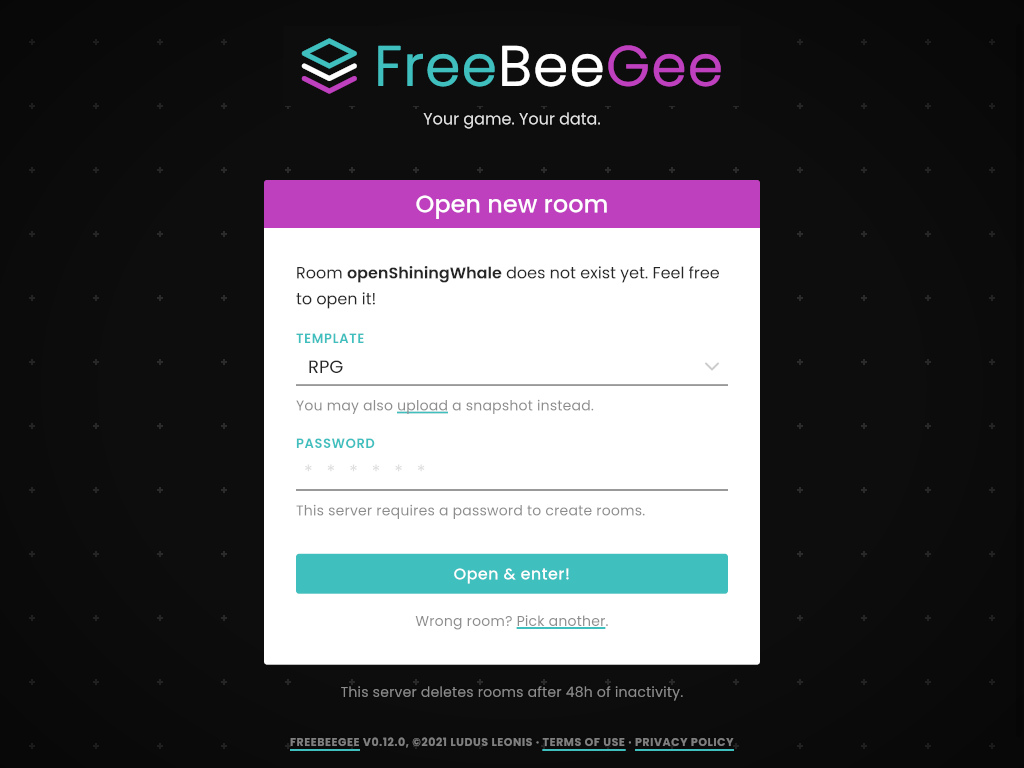 FreeBeeGee
Your game. Your data.
Open new room
Room openShiningWhale does not exist yet. Feel free
to open it!
TEMPLATE
RPG
You may also upload a snapshot instead.
PASSWORD
* * * * * *
This server requires a password to create rooms.
Open & enter!
Wrong room? Pick another.
This server deletes rooms after 48h of inactivity.
FREEBEEGEE V0.12.0, ©2021 LUDUS LEONIS · TERMS OF USE · PRIVACY POLICY